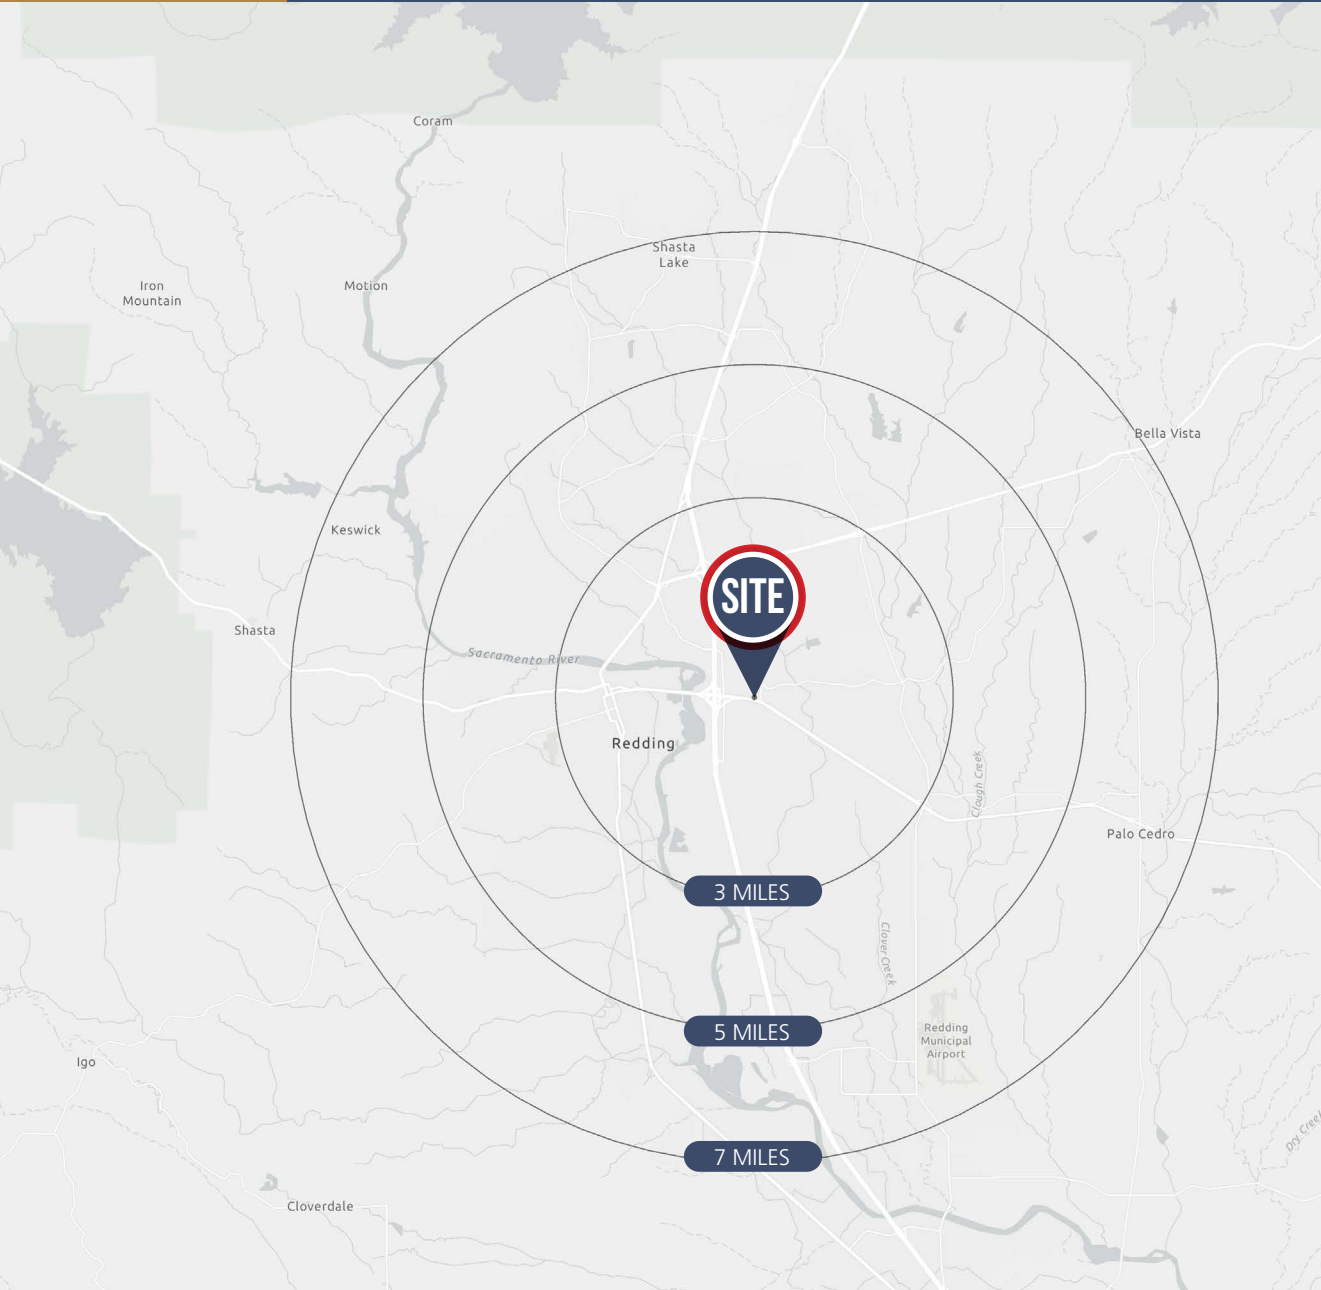 Coram
Shasta
Lake
Iron
Mountain
Motion
Bella Vista
Keswick
SITE
Shasta
Sacramento River
Redding
Clough Creek
Palo Cedro
3 MILES
Clover Creek
5 MILES
Redding
Municipal
Airport
Igo
Dry Creek
7 MILES
Cloverdale